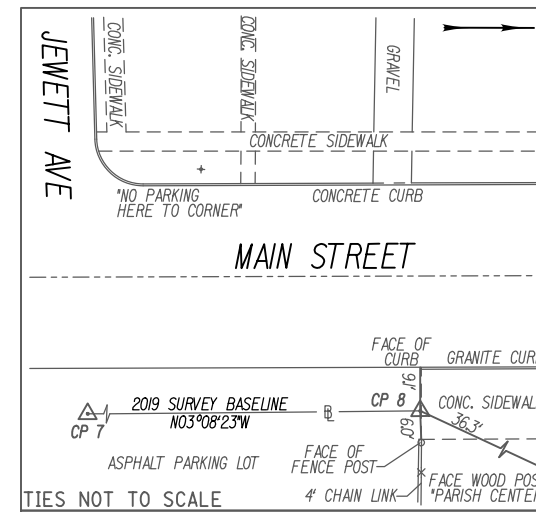 JEWETT AVE
CONC. SIDEWALK
CONC. SIDEWALK
GRAVEL
CONCRETE SIDEWALK
"NO PARKING
HERE TO CORNER"
CONCRETE CURB
MAIN STREET
FACE OF
CURB
GRANITE CUR
9.1'
CP 8
CONC. SIDEWAL
2019 SURVEY BASELINE
N03°08'23"W
BL
CP 7
6.0'
36.3'
ASPHALT PARKING LOT
FACE OF
FENCE POST
4' CHAIN LINK
FACE WOOD POS
"PARISH CENTE
TIES NOT TO SCALE